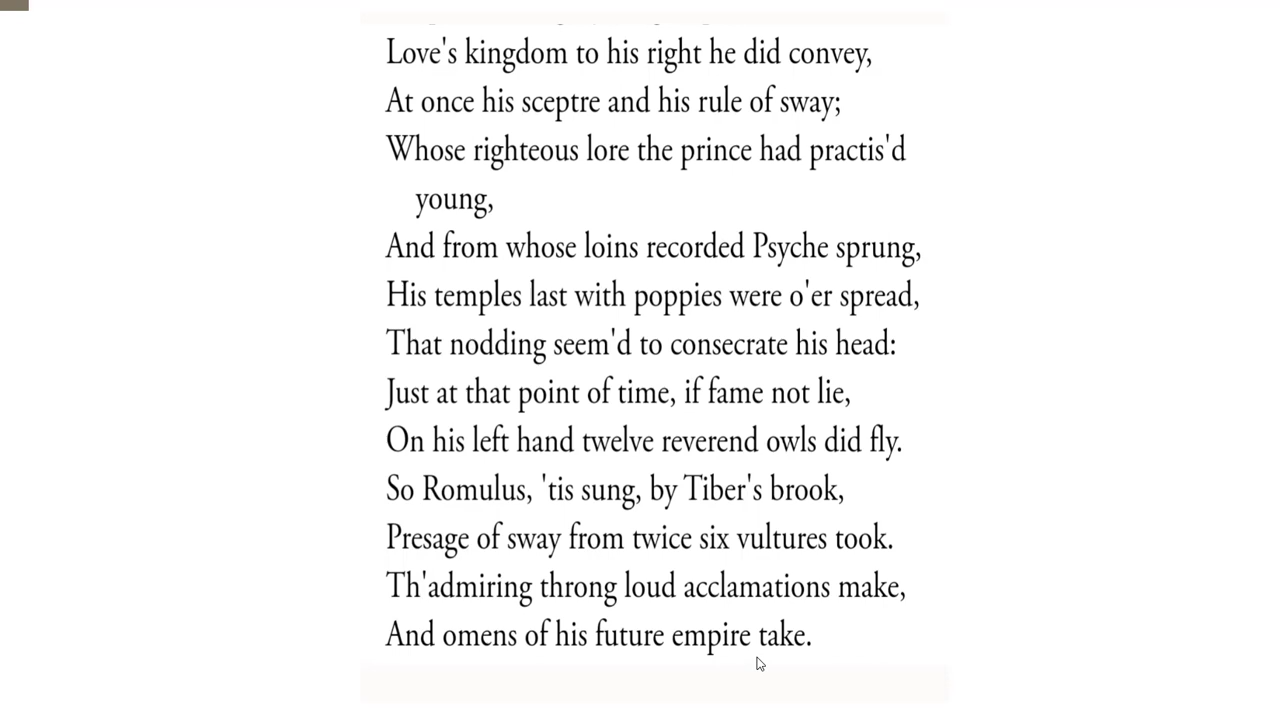 Love's kingdom to his right he did convey,
At once his sceptre and his rule of sway;
Whose righteous lore the prince had practis'd
young,
And from whose loins recorded Psyche sprung,
His temples last with poppies were o'er spread,
That nodding seem'd to consecrate his head:
Just at that point of time, if fame not lie,
On his left hand twelve reverend owls did fly.
So Romulus, 'tis sung, by Tiber's brook,
Presage of sway from twice six vultures took.
Th'admiring throng loud acclamations make,
And omens of his future empire take.